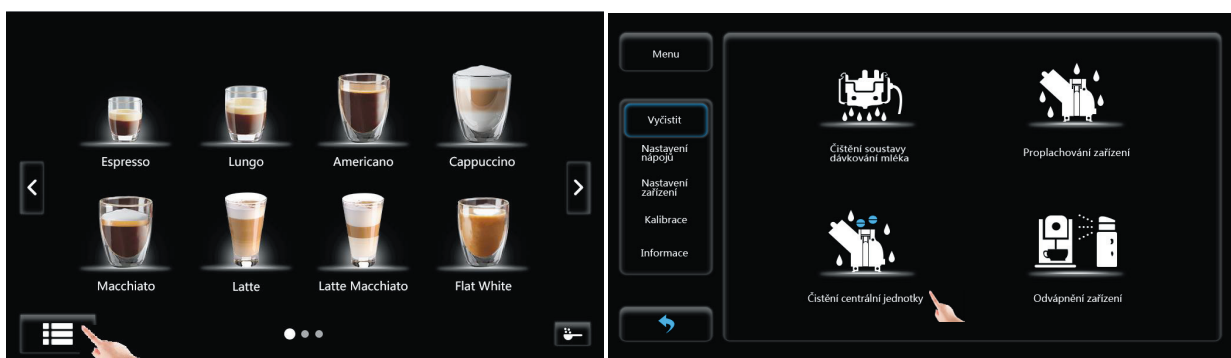 Espresso
Lungo
Americano
Cappuccino
Macchiato
Latte
Latte Macchiato
Flat White
Menu
Vyčistit
Nastavení
nápojů
Nastavení
zařízení
Kalibrace
Informace
Čištění soustavy
dávkování mléka
Proplachování zařízení
Čistění centrální jednotky
Odvápnění zařízení